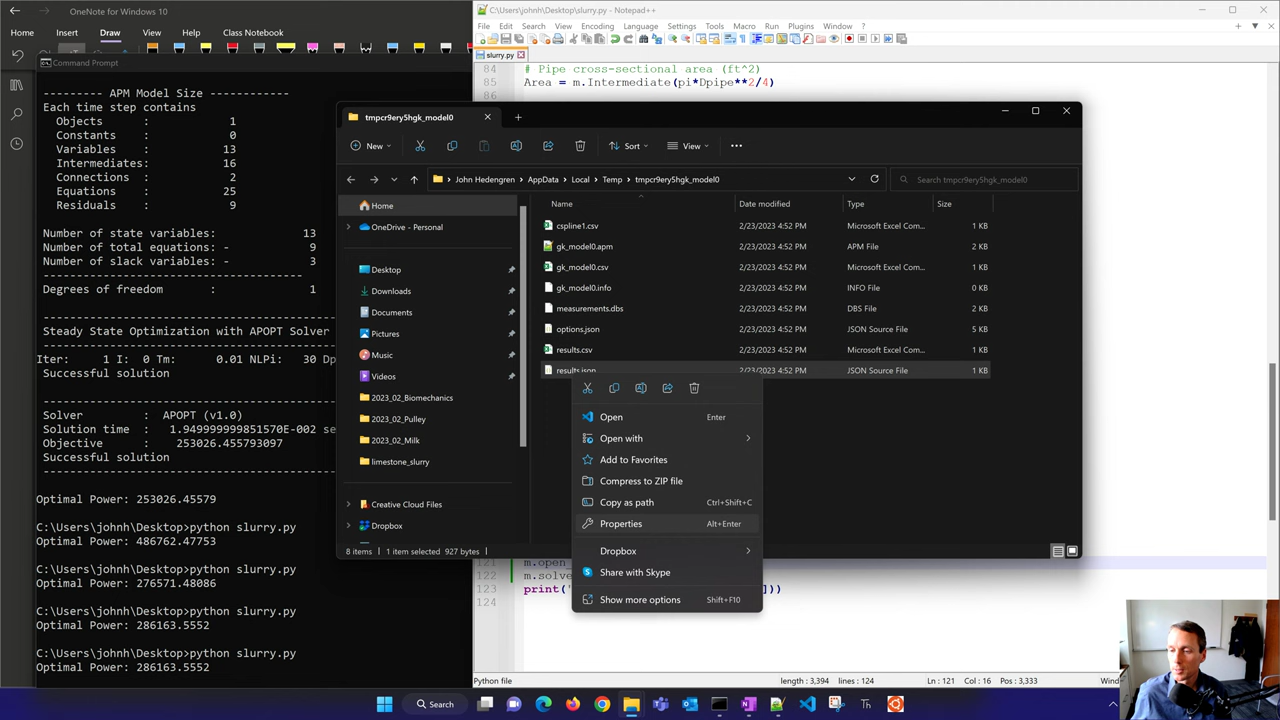 OneNote for Windows 10
Home Insert Draw View Help Class Notebook
Command Prompt
--------- APM Model Size ------------
Each time step contains
Objects : 1
Constants : 0
Variables : 13
Intermediates: 16
Connections : 2
Equations : 25
Residuals : 9
Number of state variables: 13
Number of total equations: - 9
Number of slack variables: - 3
---------------------------------------
Degrees of freedom : 1
Steady State Optimization with APOPT Solver
Iter: 1 I: 0 Tm: 0.01 NLPi: 30 Dp
Successful solution
Solver : APOPT (v1.0)
Solution time : 1.949999999851570E-002 se
Objective : 253026.455793097
Successful solution
Optimal Power: 253026.45579
C:\Users\johnh\Desktop>python slurry.py
Optimal Power: 486762.47753
C:\Users\johnh\Desktop>python slurry.py
Optimal Power: 276571.48086
C:\Users\johnh\Desktop>python slurry.py
Optimal Power: 286163.5552
C:\Users\johnh\Desktop>python slurry.py
Optimal Power: 286163.5552
C:\Users\johnh\Desktop\slurry.py - Notepad++
File Edit Search View Encoding Language Settings Tools Macro Run Plugins Window ?
slurry.py
84 # Pipe cross-sectional area (ft^2)
85 Area = m.Intermediate(pi*Dpipe**2/4)
86
tmpcr9ery5hgk_model0
New Sort View
John Hedengren > AppData > Local > Temp > tmpcr9ery5hgk_model0
Search tmpcr9ery5hgk_model0
Home
OneDrive - Personal
Desktop
Downloads
Documents
Pictures
Music
Videos
2023_02_Biomechanics
2023_02_Pulley
2023_02_Milk
limestone_slurry
Creative Cloud Files
Dropbox
Name Date modified Type Size
cspline1.csv 2/23/2023 4:52 PM Microsoft Excel Com... 1 KB
gk_model0.apm 2/23/2023 4:52 PM APM File 2 KB
gk_model0.csv 2/23/2023 4:52 PM Microsoft Excel Com... 1 KB
gk_model0.info 2/23/2023 4:52 PM INFO File 0 KB
measurements.dbs 2/23/2023 4:52 PM DBS File 2 KB
options.json 2/23/2023 4:52 PM JSON Source File 5 KB
results.csv 2/23/2023 4:52 PM Microsoft Excel Com... 1 KB
results.json 2/23/2023 4:52 PM JSON Source File 1 KB
Open Enter
Open with
Add to Favorites
Compress to ZIP file
Copy as path Ctrl+Shift+C
Properties Alt+Enter
Dropbox
Share with Skype
Show more options Shift+F10
8 items 1 item selected 927 bytes
121 m.open
122 m.solve
123 print(' ]))
124
Python file length : 3,394 lines : 124 Ln : 121 Col : 16 Pos : 3,333 Wind
Search